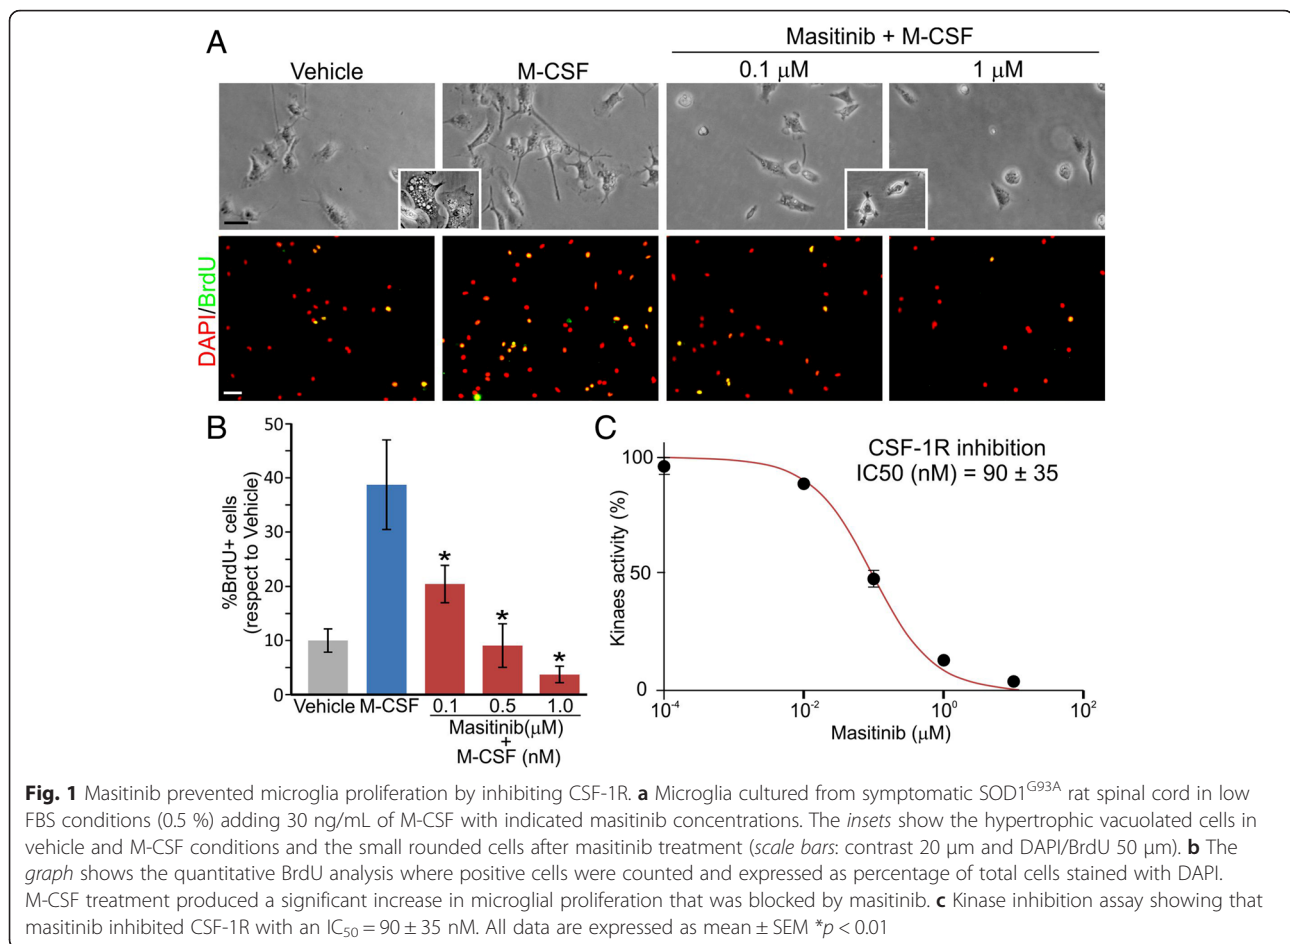 A
Masitinib + M-CSF
Vehicle
M-CSF
0.1 μM
1 μM
DAPI/BrdU
B
50
40
30
20
10
0
%BrdU+ cells
(respect to Vehicle)
*
*
*
Vehicle M-CSF 0.1 0.5 1.0
Masitinib(μM)
+
M-CSF (nM)
C
CSF-1R inhibition
IC50 (nM) = 90 ± 35
100
50
0
Kinaes activity (%)
10⁻⁴ 10⁻² 10⁰ 10²
Masitinib (μM)
Fig. 1 Masitinib prevented microglia proliferation by inhibiting CSF-1R. a Microglia cultured from symptomatic SOD1ᴳ⁹³ᴬ rat spinal cord in low
FBS conditions (0.5 %) adding 30 ng/mL of M-CSF with indicated masitinib concentrations. The insets show the hypertrophic vacuolated cells in
vehicle and M-CSF conditions and the small rounded cells after masitinib treatment (scale bars: contrast 20 μm and DAPI/BrdU 50 μm). b The
graph shows the quantitative BrdU analysis where positive cells were counted and expressed as percentage of total cells stained with DAPI.
M-CSF treatment produced a significant increase in microglial proliferation that was blocked by masitinib. c Kinase inhibition assay showing that
masitinib inhibited CSF-1R with an IC₅₀ = 90 ± 35 nM. All data are expressed as mean ± SEM *p < 0.01